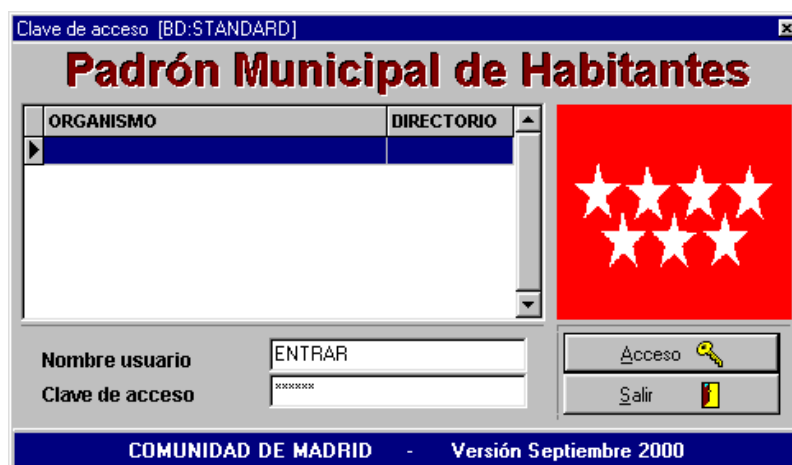 Clave de acceso [BD:STANDARD]
Padrón Municipal de Habitantes
ORGANISMO DIRECTORIO
Nombre usuario ENTRAR
Acceso
Clave de acceso ******
Salir
COMUNIDAD DE MADRID - Versión Septiembre 2000